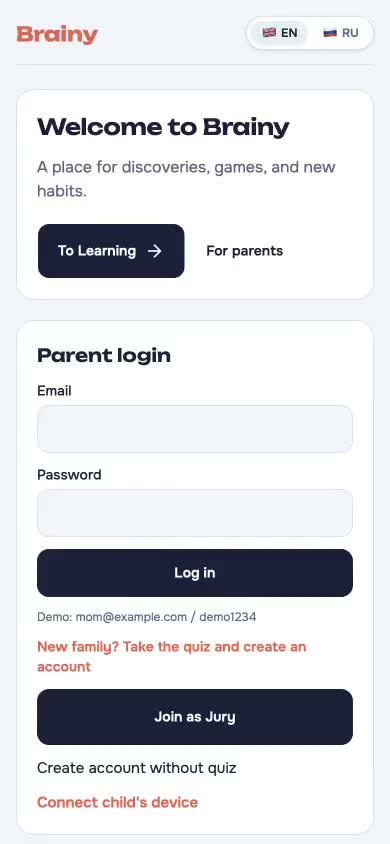 Brainy
EN
RU
Welcome to Brainy
A place for discoveries, games, and new
habits.
To Learning →
For parents
Parent login
Email
Password
Log in
Demo: mom@example.com / demo1234
New family? Take the quiz and create an
account
Join as Jury
Create account without quiz
Connect child's device